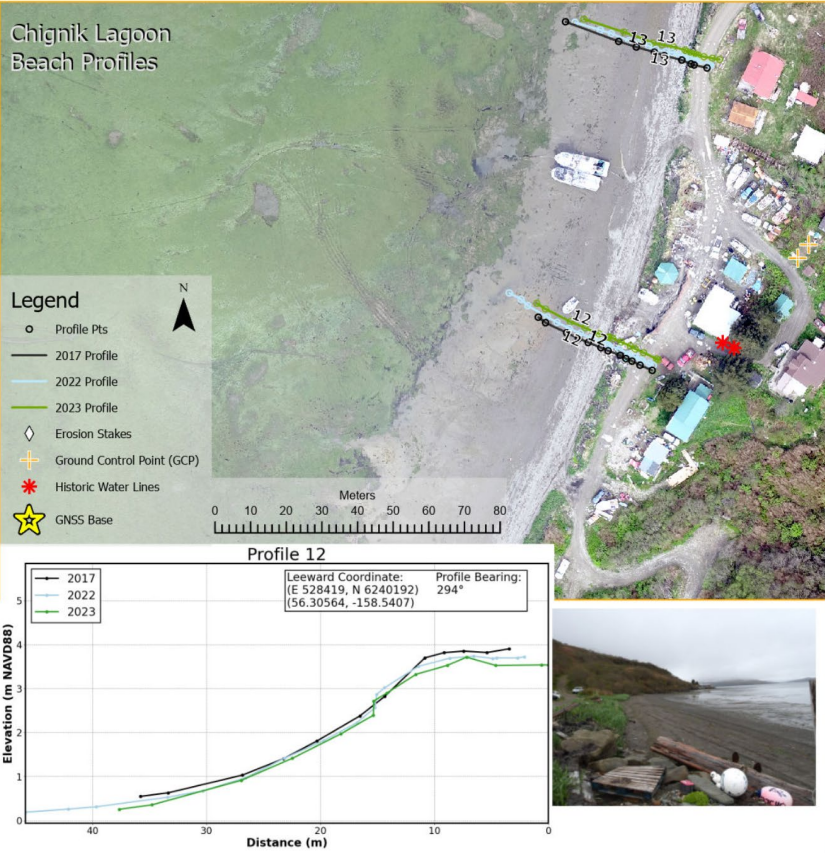 Chignik Lagoon
Beach Profiles
13
13
13
12
12
12
N
Legend
Profile Pts
2017 Profile
2022 Profile
2023 Profile
Erosion Stakes
Ground Control Point (GCP)
Historic Water Lines
GNSS Base
Meters
0 10 20 30 40 50 60 70 80
Profile 12
2017
2022
2023
Leeward Coordinate:
(E 528419, N 6240192)
(56.30564, -158.5407)
Profile Bearing:
294°
Elevation (m NAVD88)
5
4
3
2
1
0
40 30 20 10 0
Distance (m)